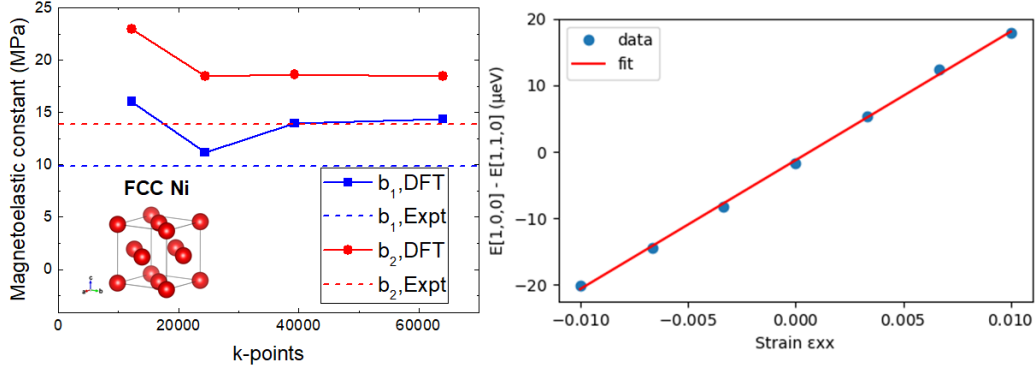 Magnetoelastic constant (MPa)
25
20
15
10
5
0
FCC Ni
c
a
b
b₁,DFT
b₁,Expt
b₂,DFT
b₂,Expt
0
20000
40000
60000
k-points
E[1,0,0] - E[1,1,0] (µeV)
20
10
0
−10
−20
data
fit
−0.010
−0.005
0.000
0.005
0.010
Strain εxx